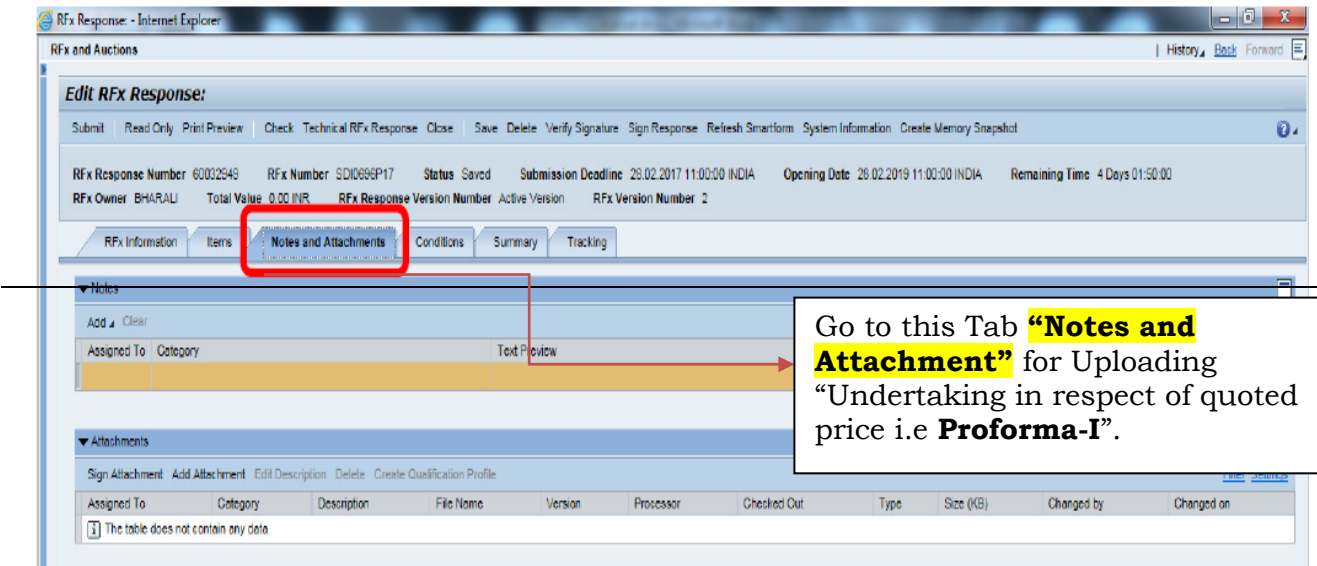 RFx Response: - Internet Explorer
RFx and Auctions
History Back Forward
Edit RFx Response:
Submit Read Only Print Preview Check Technical RFx Response Close Save Delete Verify Signature Sign Response Refresh Smartform System Information Create Memory Snapshot
RFx Response Number 60032949 RFx Number SDI0696P17 Status Saved Submission Deadline 28.02.2017 11:00:00 INDIA Opening Date 28.02.2019 11:00:00 INDIA Remaining Time 4 Days 01:50:00
RFx Owner BHARALI Total Value 0.00 INR RFx Response Version Number Active Version RFx Version Number 2
RFx Information Items Notes and Attachments Conditions Summary Tracking
Notes
Add Clear
Assigned To Category Text Preview
Go to this Tab “Notes and
Attachment” for Uploading
“Undertaking in respect of quoted
price i.e Proforma-I”.
Attachments
Sign Attachment Add Attachment Edit Description Delete Create Qualification Profile
Filter Settings
Assigned To Category Description File Name Version Processor Checked Out Type Size (KB) Changed by Changed on
The table does not contain any data